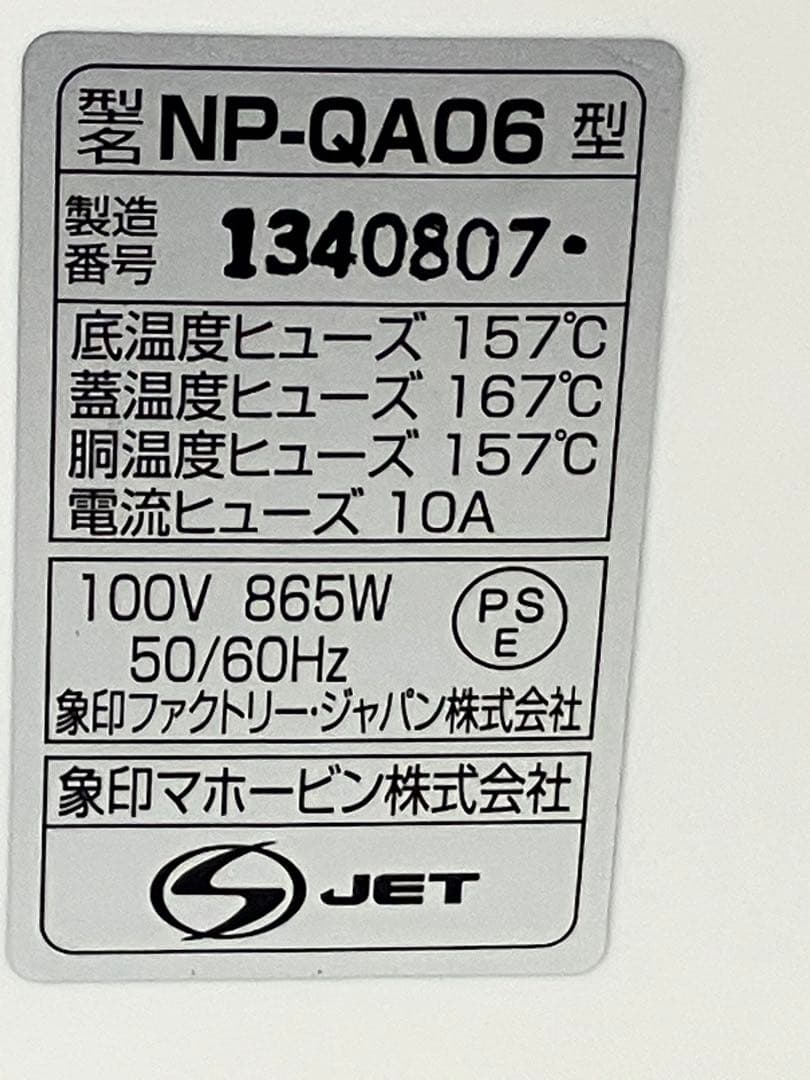 型名 NP-QA06 型
製造番号 1340807・
底温度ヒューズ 157℃
蓋温度ヒューズ 167℃
胴温度ヒューズ 157℃
電流ヒューズ 10A
100V 865W
50/60Hz
PSE
象印ファクトリー・ジャパン株式会社
象印マホービン株式会社
S JET